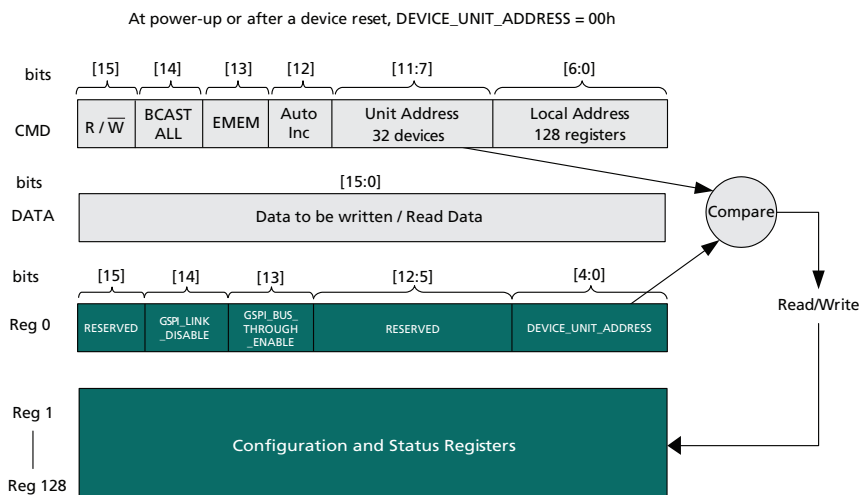 At power-up or after a device reset, DEVICE_UNIT_ADDRESS = 00h
bits [15] [14] [13] [12] [11:7] [6:0]
CMD R / W BCAST ALL EMEM Auto Inc Unit Address 32 devices Local Address 128 registers
bits [15:0]
DATA Data to be written / Read Data
Compare
bits [15] [14] [13] [12:5] [4:0]
Read/Write
Reg 0 RESERVED GSPI_LINK _DISABLE GSPI_BUS_ THROUGH _ENABLE RESERVED DEVICE_UNIT_ADDRESS
Reg 1
Configuration and Status Registers
Reg 128